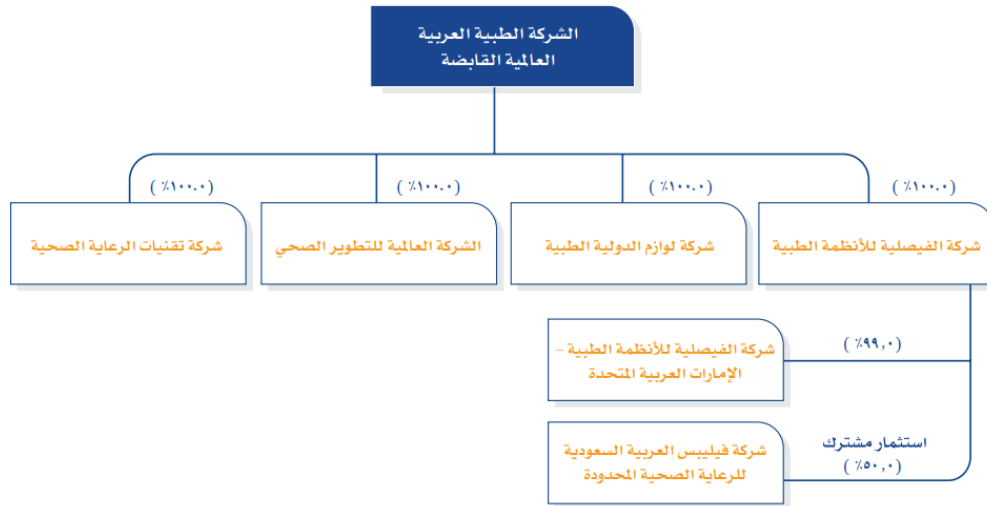 الشركة الطبية العربية
العالمية القابضة
(١٠٠.٠٪)
(١٠٠.٠٪)
(١٠٠.٠٪)
(١٠٠.٠٪)
شركة الفيصلية للأنظمة الطبية
شركة لوازم الدولية الطبية
الشركة العالمية للتطوير الصحي
شركة تقنيات الرعاية الصحية
(٩٩,٠٪)
شركة الفيصلية للأنظمة الطبية –
الإمارات العربية المتحدة
استثمار مشترك
(٥٠,٠٪)
شركة فيليبس العربية السعودية
للرعاية الصحية المحدودة